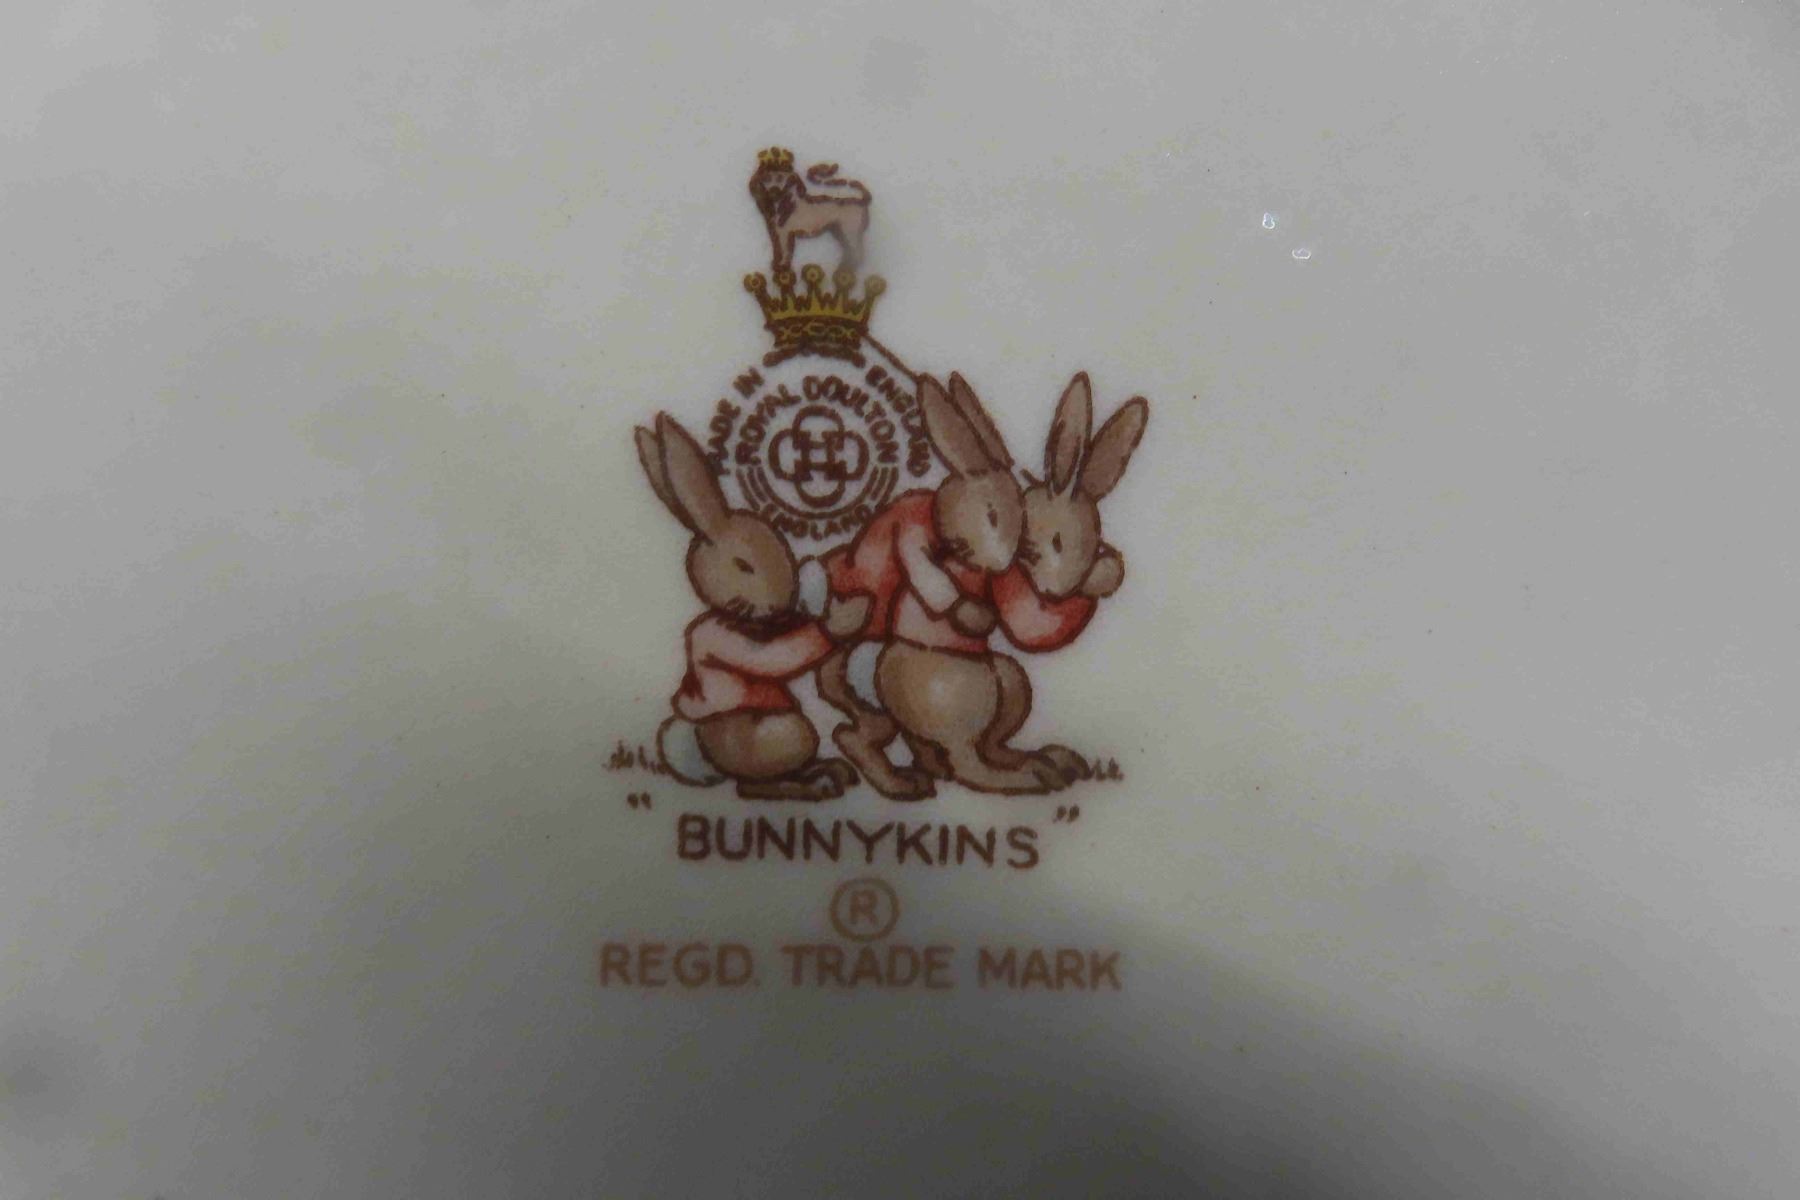 MADE IN ENGLAND
ROYAL DOULTON
ENGLAND
"BUNNYKINS"
®
REGD. TRADE MARK